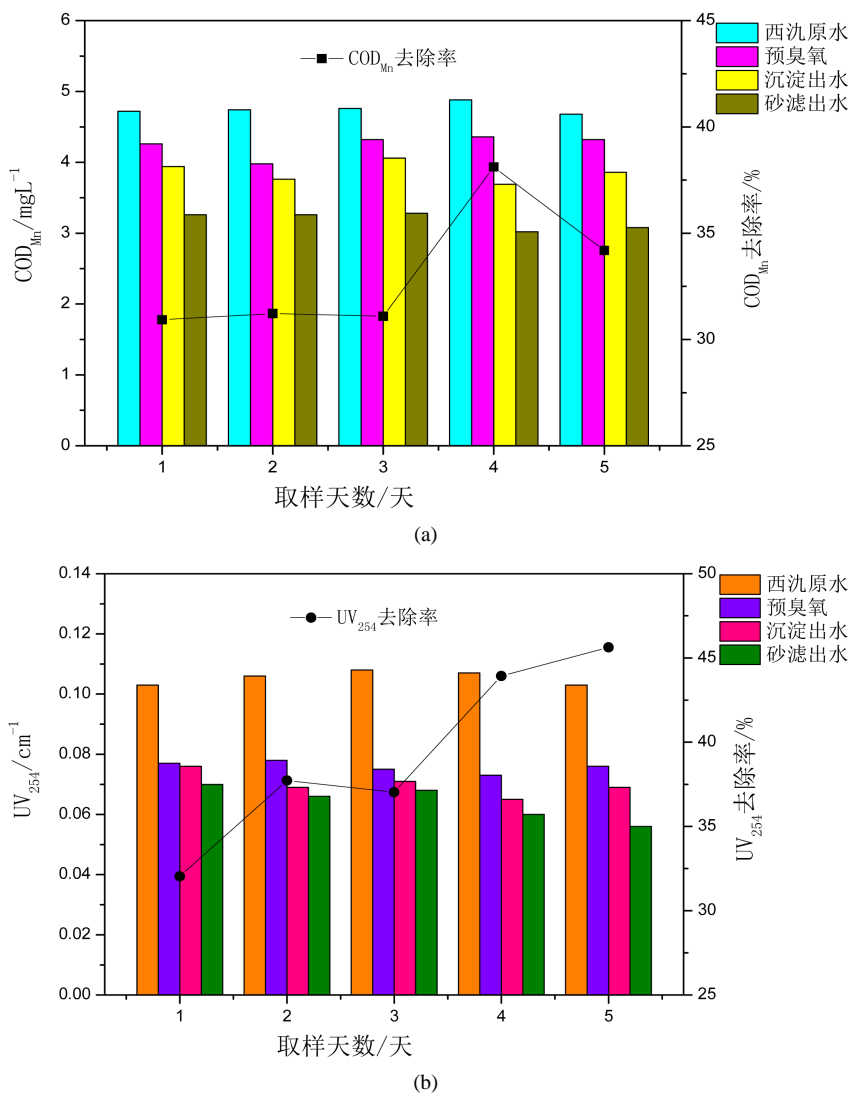 6
5
4
3
2
1
0
COD_Mn/mgL⁻¹
COD_Mn去除率
45
40
35
30
25
COD_Mn去除率/%
西氿原水
预臭氧
沉淀出水
砂滤出水
1 2 3 4 5
取样天数/天
(a)
0.14
0.12
0.10
0.08
0.06
0.04
0.02
0.00
UV₂₅₄/cm⁻¹
UV₂₅₄去除率
50
45
40
35
30
25
UV₂₅₄去除率/%
西氿原水
预臭氧
沉淀出水
砂滤出水
1 2 3 4 5
取样天数/天
(b)